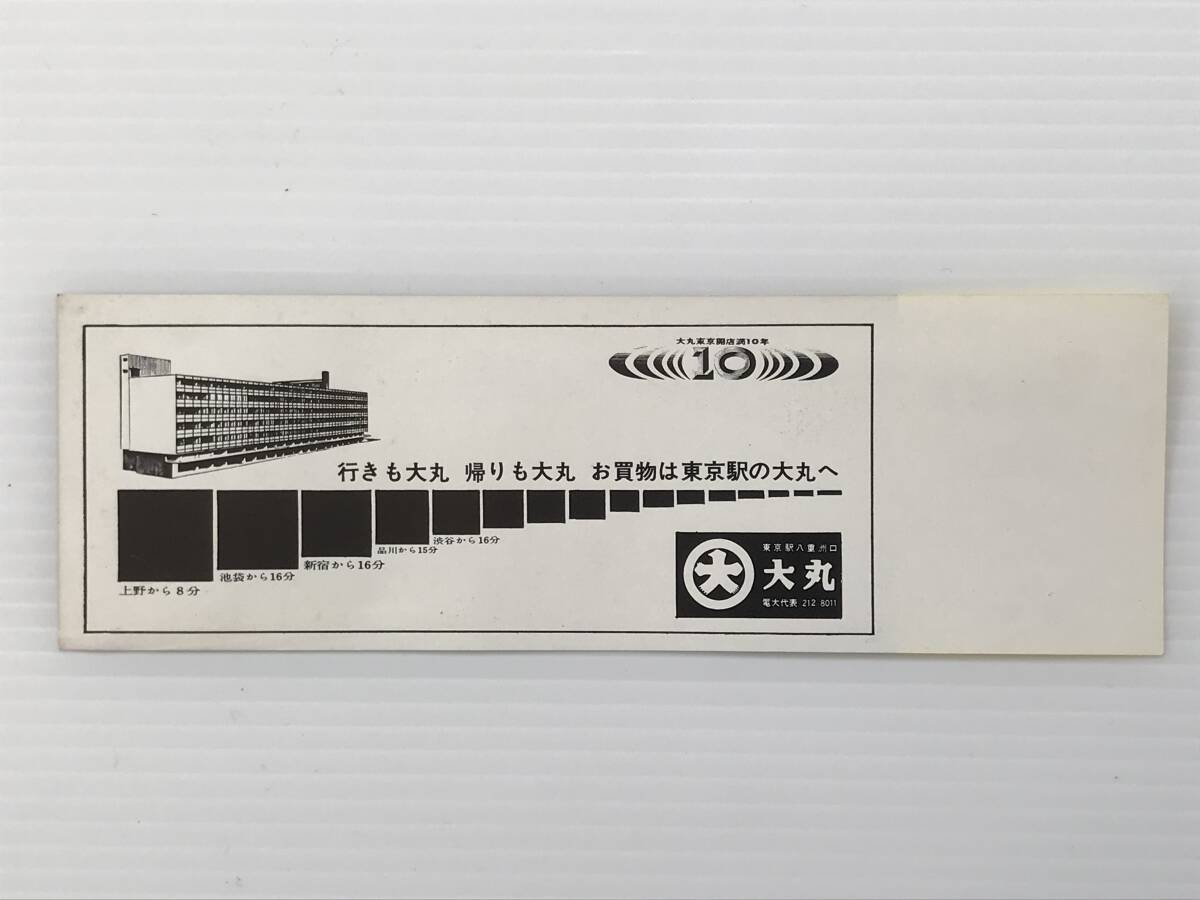 大丸東京開店満10年
10
行きも大丸 帰りも大丸 お買物は東京駅の大丸へ
上野から8分
池袋から16分
新宿から16分
品川から15分
渋谷から16分
大
東京駅八重洲口
大丸
電大代表 212 8011